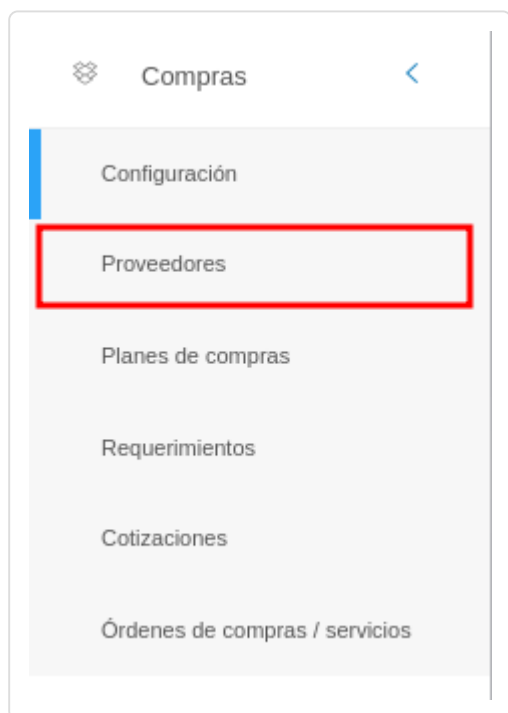 Compras
Configuración
Proveedores
Planes de compras
Requerimientos
Cotizaciones
Órdenes de compras / servicios